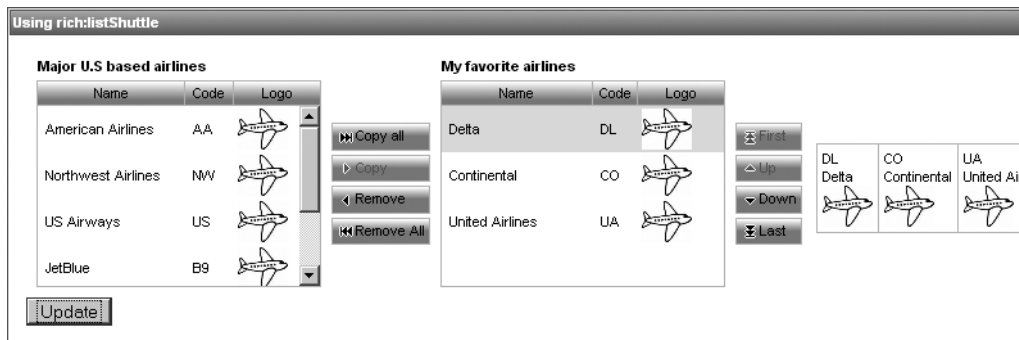 Using rich:listShuttle
Major U.S based airlines
Name Code Logo
American Airlines AA
Northwest Airlines NW
US Airways US
JetBlue B9
Copy all
Copy
Remove
Remove All
My favorite airlines
Name Code Logo
Delta DL
Continental CO
United Airlines UA
First
Up
Down
Last
DL CO UA
Delta Continental United Ai
Update